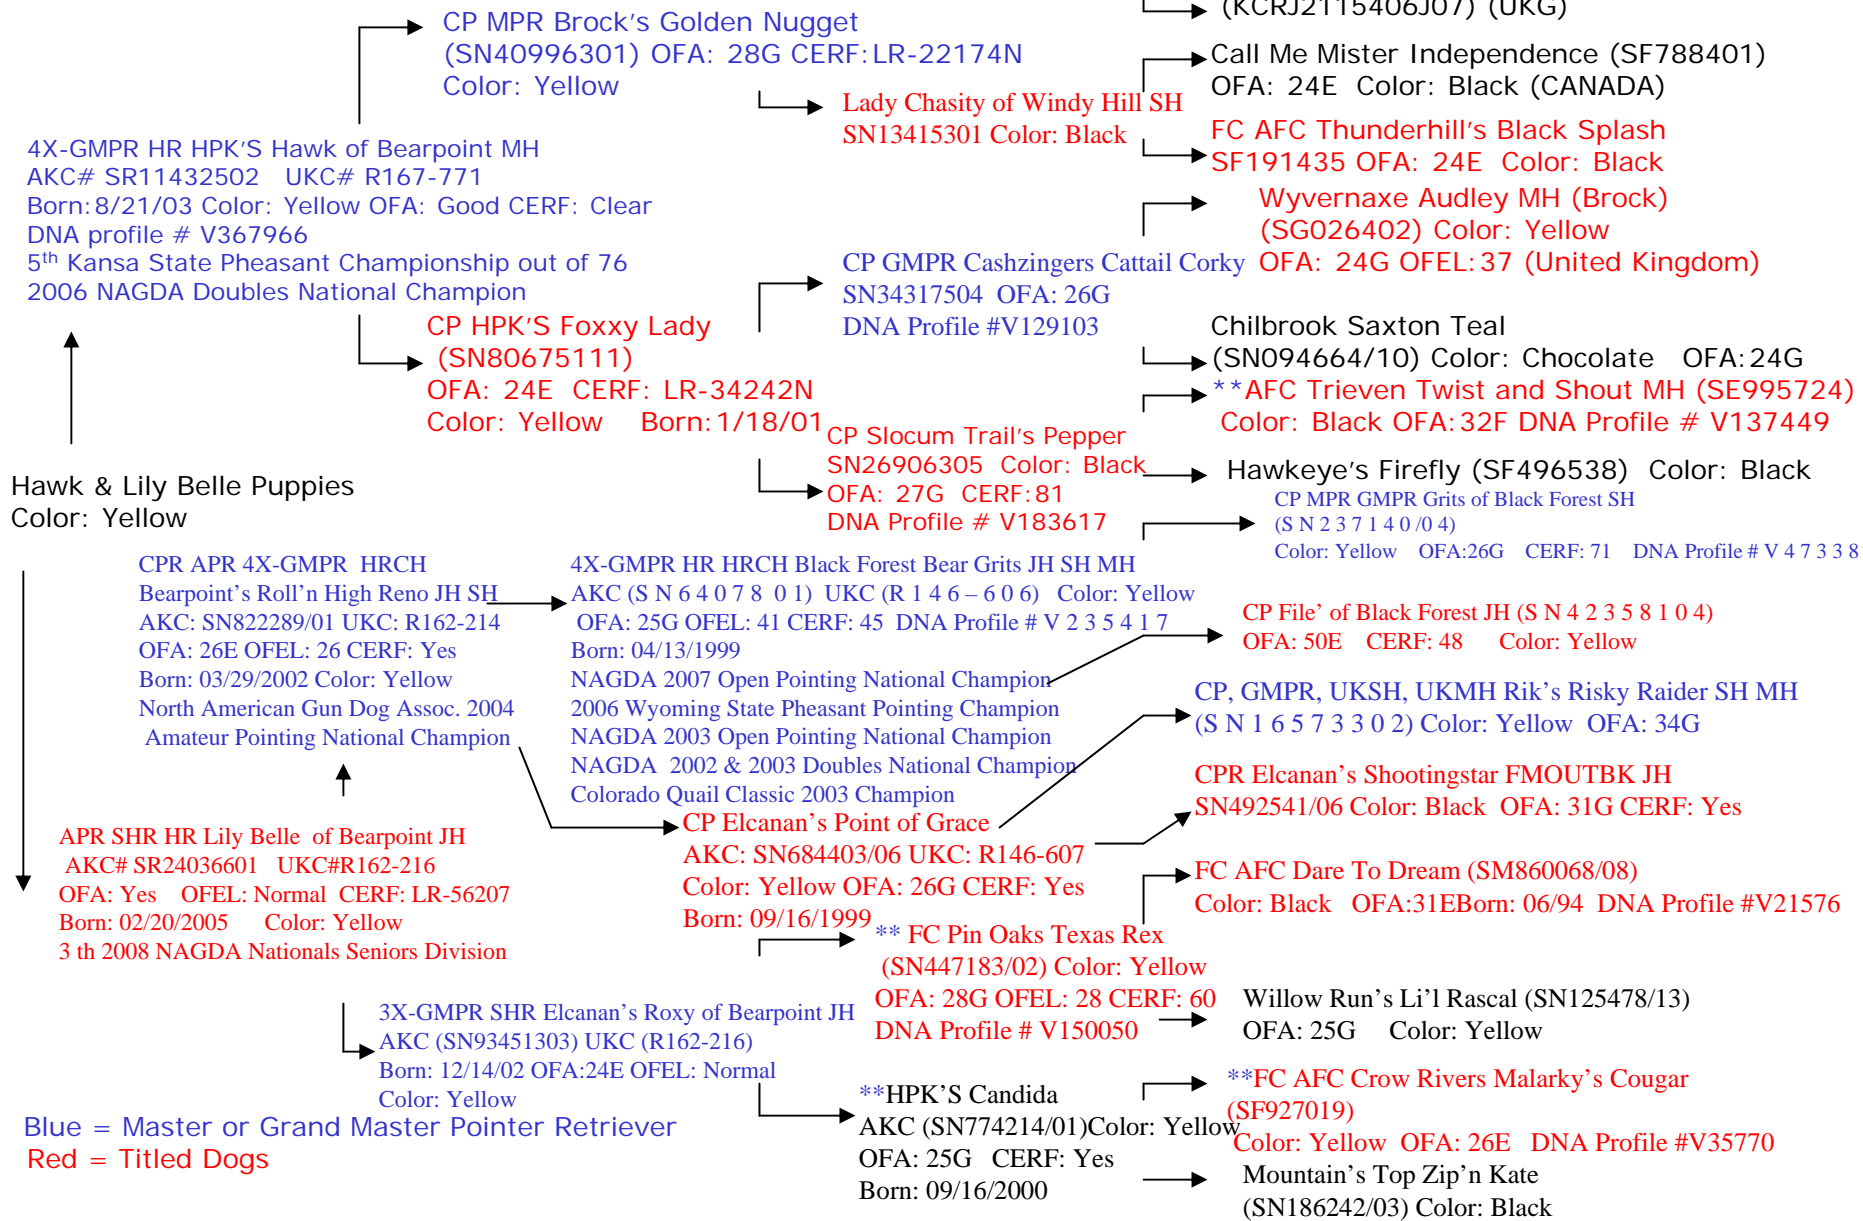 (KCRJ2115406J07) (UKG)
CP MPR Brock's Golden Nugget
(SN40996301) OFA: 28G CERF:LR-22174N
Color: Yellow
Call Me Mister Independence (SF788401)
OFA: 24E Color: Black (CANADA)
Lady Chasity of Windy Hill SH
SN13415301 Color: Black
FC AFC Thunderhill's Black Splash
SF191435 OFA: 24E Color: Black
4X-GMPR HR HPK'S Hawk of Bearpoint MH
AKC# SR11432502 UKC# R167-771
Born:8/21/03 Color: Yellow OFA: Good CERF: Clear
DNA profile # V367966
5th Kansa State Pheasant Championship out of 76
2006 NAGDA Doubles National Champion
Wyvernaxe Audley MH (Brock)
(SG026402) Color: Yellow
OFA: 24G OFEL:37 (United Kingdom)
CP GMPR Cashzingers Cattail Corky
SN34317504 OFA: 26G
DNA Profile #V129103
CP HPK'S Foxxy Lady
(SN80675111)
OFA: 24E CERF: LR-34242N
Color: Yellow Born:1/18/01
Chilbrook Saxton Teal
(SN094664/10) Color: Chocolate OFA:24G
**AFC Trieven Twist and Shout MH (SE995724)
Color: Black OFA:32F DNA Profile # V137449
CP Slocum Trail's Pepper
SN26906305 Color: Black
OFA: 27G CERF:81
DNA Profile # V183617
Hawkeye's Firefly (SF496538) Color: Black
Hawk & Lily Belle Puppies
Color: Yellow
CP MPR GMPR Grits of Black Forest SH
(S N 2 3 7 1 4 0 /0 4)
Color: Yellow OFA:26G CERF: 71 DNA Profile # V 4 7 3 3 8
CPR APR 4X-GMPR HRCH
Bearpoint's Roll'n High Reno JH SH
AKC: SN822289/01 UKC: R162-214
OFA: 26E OFEL: 26 CERF: Yes
Born: 03/29/2002 Color: Yellow
North American Gun Dog Assoc. 2004
Amateur Pointing National Champion
4X-GMPR HR HRCH Black Forest Bear Grits JH SH MH
AKC (S N 6 4 0 7 8 0 1) UKC (R 1 4 6 – 6 0 6) Color: Yellow
OFA: 25G OFEL: 41 CERF: 45 DNA Profile # V 2 3 5 4 1 7
Born: 04/13/1999
NAGDA 2007 Open Pointing National Champion
2006 Wyoming State Pheasant Pointing Champion
NAGDA 2003 Open Pointing National Champion
NAGDA 2002 & 2003 Doubles National Champion
Colorado Quail Classic 2003 Champion
CP File' of Black Forest JH (S N 4 2 3 5 8 1 0 4)
OFA: 50E CERF: 48 Color: Yellow
CP, GMPR, UKSH, UKMH Rik's Risky Raider SH MH
(S N 1 6 5 7 3 3 0 2) Color: Yellow OFA: 34G
CPR Elcanan's Shootingstar FMOUTBK JH
SN492541/06 Color: Black OFA: 31G CERF: Yes
CP Elcanan's Point of Grace
AKC: SN684403/06 UKC: R146-607
Color: Yellow OFA: 26G CERF: Yes
Born: 09/16/1999
APR SHR HR Lily Belle of Bearpoint JH
AKC# SR24036601 UKC#R162-216
OFA: Yes OFEL: Normal CERF: LR-56207
Born: 02/20/2005 Color: Yellow
3 th 2008 NAGDA Nationals Seniors Division
FC AFC Dare To Dream (SM860068/08)
Color: Black OFA:31EBorn: 06/94 DNA Profile #V21576
** FC Pin Oaks Texas Rex
(SN447183/02) Color: Yellow
OFA: 28G OFEL: 28 CERF: 60
DNA Profile # V150050
Willow Run's Li'l Rascal (SN125478/13)
OFA: 25G Color: Yellow
3X-GMPR SHR Elcanan's Roxy of Bearpoint JH
AKC (SN93451303) UKC (R162-216)
Born: 12/14/02 OFA:24E OFEL: Normal
Color: Yellow
**HPK'S Candida
AKC (SN774214/01)Color: Yellow
OFA: 25G CERF: Yes
Born: 09/16/2000
**FC AFC Crow Rivers Malarky's Cougar
(SF927019)
Color: Yellow OFA: 26E DNA Profile #V35770
Mountain's Top Zip'n Kate
(SN186242/03) Color: Black
Blue = Master or Grand Master Pointer Retriever
Red = Titled Dogs